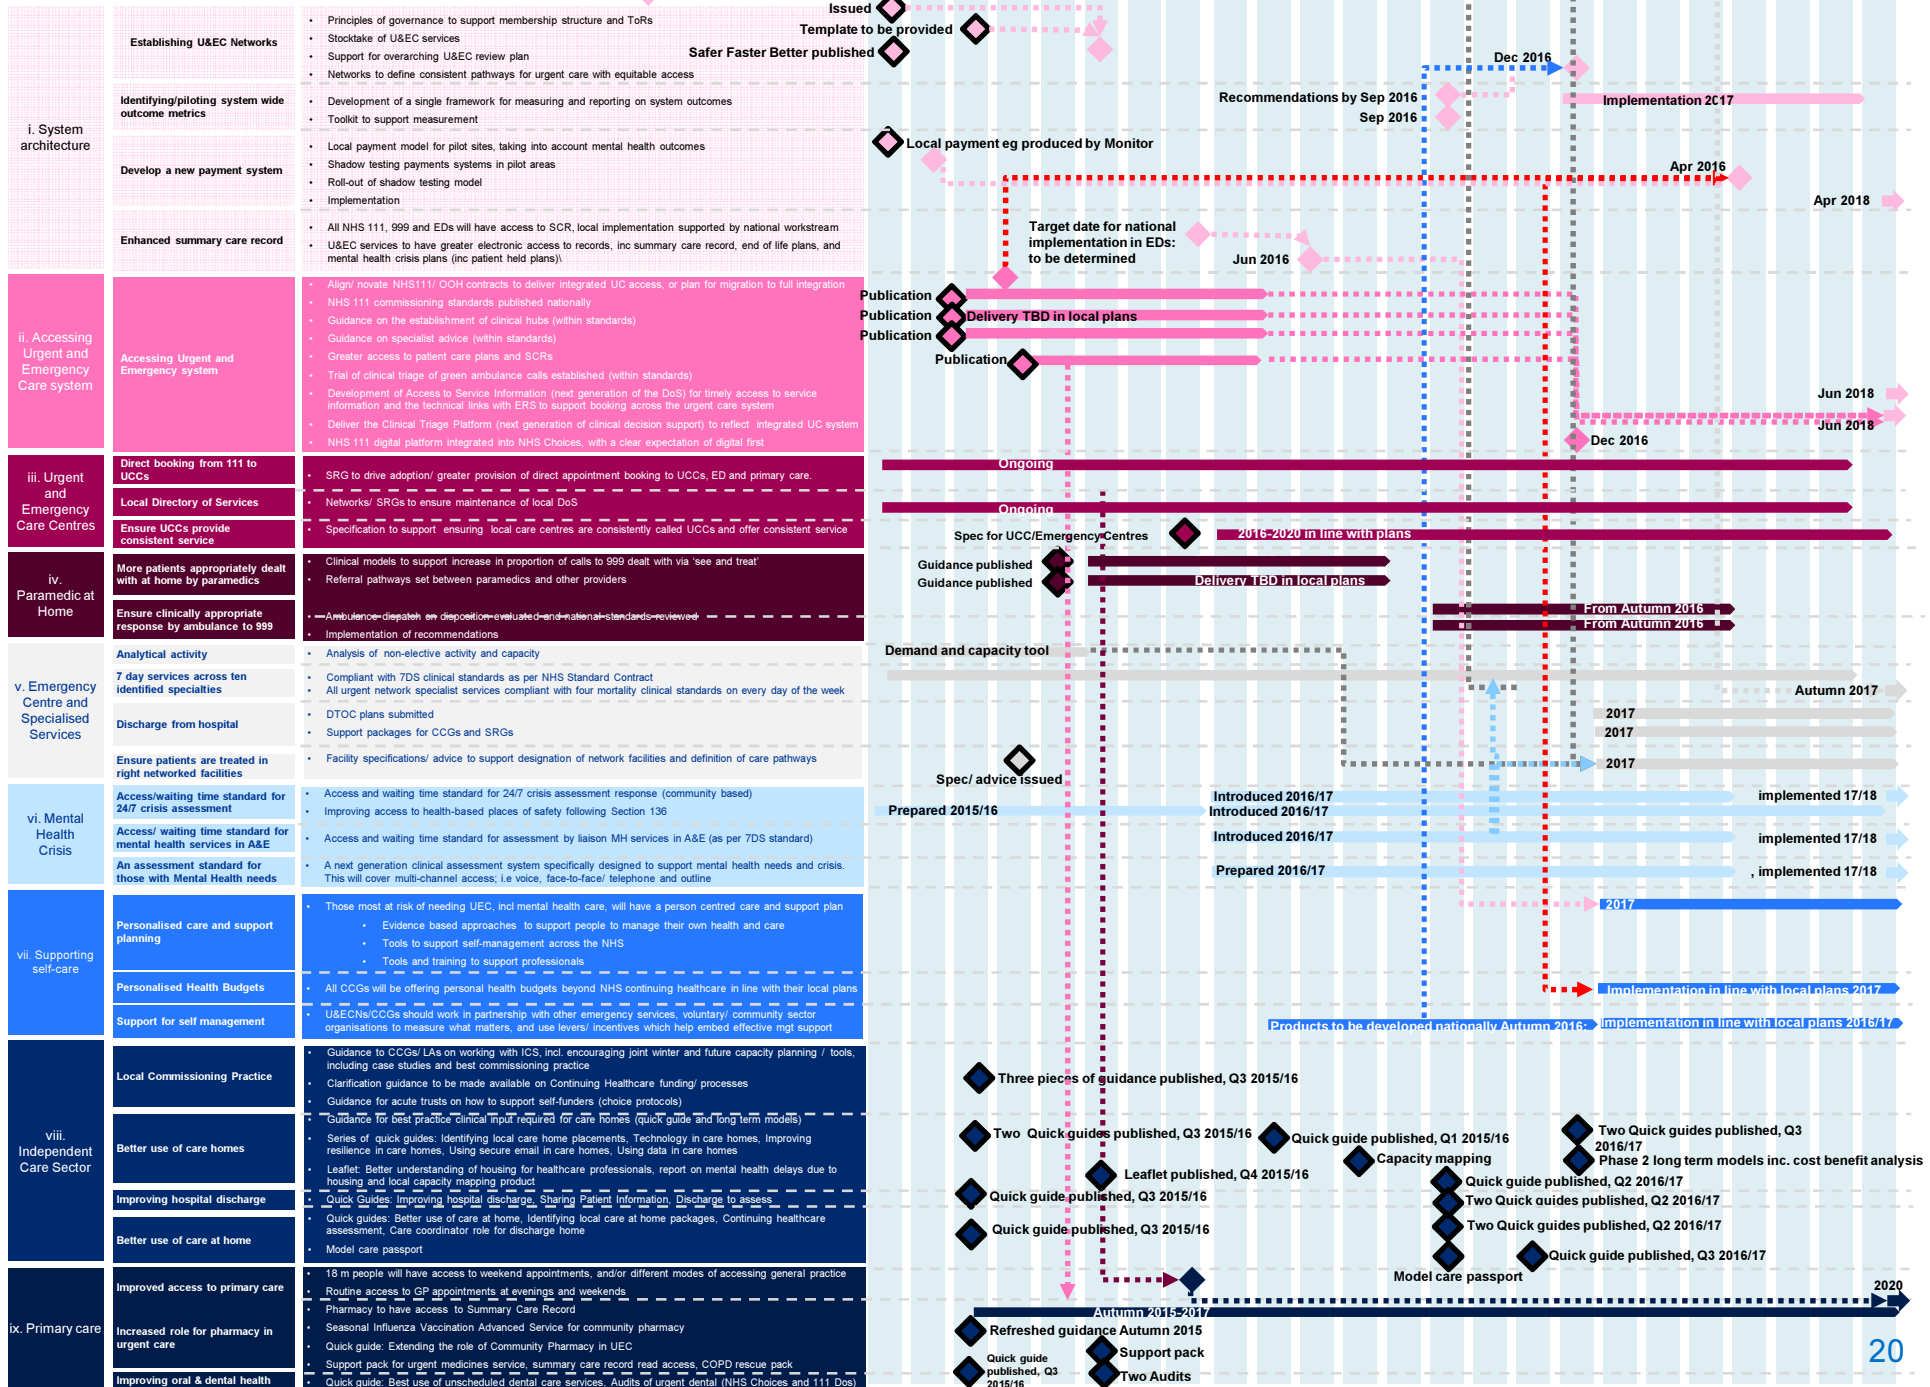 i. System
architecture
Establishing U&EC Networks
• Principles of governance to support membership structure and ToRs
• Stocktake of U&EC services
• Support for overarching U&EC review plan
• Networks to define consistent pathways for urgent care with equitable access
Issued
Template to be provided
Safer Faster Better published
Dec 2016
Identifying/piloting system wide
outcome metrics
• Development of a single framework for measuring and reporting on system outcomes
• Toolkit to support measurement
Recommendations by Sep 2016
Sep 2016
Implementation 2017
Develop a new payment system
• Local payment model for pilot sites, taking into account mental health outcomes
• Shadow testing payments systems in pilot areas
• Roll-out of shadow testing model
• Implementation
Local payment eg produced by Monitor
Apr 2016
Apr 2018
Enhanced summary care record
• All NHS 111, 999 and EDs will have access to SCR, local implementation supported by national workstream
• U&EC services to have greater electronic access to records, inc summary care record, end of life plans, and
mental health crisis plans (inc patient held plans)\
Target date for national
implementation in EDs:
to be determined
Jun 2016
ii. Accessing
Urgent and
Emergency
Care system
Accessing Urgent and
Emergency system
• Align/ novate NHS111/ OOH contracts to deliver integrated UC access, or plan for migration to full integration
• NHS 111 commissioning standards published nationally
• Guidance on the establishment of clinical hubs (within standards)
• Guidance on specialist advice (within standards)
• Greater access to patient care plans and SCRs
• Trial of clinical triage of green ambulance calls established (within standards)
• Development of Access to Service Information (next generation of the DoS) for timely access to service
information and the technical links with ERS to support booking across the urgent care system
• Deliver the Clinical Triage Platform (next generation of clinical decision support) to reflect integrated UC system
• NHS 111 digital platform integrated into NHS Choices, with a clear expectation of digital first
Publication
Publication
Delivery TBD in local plans
Publication
Publication
Jun 2018
Jun 2018
Dec 2016
iii. Urgent
and
Emergency
Care Centres
Direct booking from 111 to
UCCs
• SRG to drive adoption/ greater provision of direct appointment booking to UCCs, ED and primary care.
Ongoing
Local Directory of Services
• Networks/ SRGs to ensure maintenance of local DoS
Ongoing
Ensure UCCs provide
consistent service
• Specification to support ensuring local care centres are consistently called UCCs and offer consistent service
Spec for UCC/Emergency Centres
2016-2020 in line with plans
iv.
Paramedic at
Home
More patients appropriately dealt
with at home by paramedics
• Clinical models to support increase in proportion of calls to 999 dealt with via 'see and treat'
• Referral pathways set between paramedics and other providers
Guidance published
Guidance published
Delivery TBD in local plans
Ensure clinically appropriate
response by ambulance to 999
• Ambulance dispatch on disposition evaluated and national standards reviewed
• Implementation of recommendations
From Autumn 2016
From Autumn 2016
v. Emergency
Centre and
Specialised
Services
Analytical activity
• Analysis of non-elective activity and capacity
Demand and capacity tool
7 day services across ten
identified specialties
• Compliant with 7DS clinical standards as per NHS Standard Contract
• All urgent network specialist services compliant with four mortality clinical standards on every day of the week
Autumn 2017
Discharge from hospital
• DTOC plans submitted
• Support packages for CCGs and SRGs
2017
2017
Ensure patients are treated in
right networked facilities
• Facility specifications/ advice to support designation of network facilities and definition of care pathways
Spec/ advice issued
2017
vi. Mental
Health
Crisis
Access/waiting time standard for
24/7 crisis assessment
• Access and waiting time standard for 24/7 crisis assessment response (community based)
• Improving access to health-based places of safety following Section 136
Prepared 2015/16
Introduced 2016/17
Introduced 2016/17
implemented 17/18
Access/ waiting time standard for
mental health services in A&E
• Access and waiting time standard for assessment by liaison MH services in A&E (as per 7DS standard)
Introduced 2016/17
implemented 17/18
An assessment standard for
those with Mental Health needs
• A next generation clinical assessment system specifically designed to support mental health needs and crisis.
This will cover multi-channel access; i.e voice, face-to-face/ telephone and outline
Prepared 2016/17
, implemented 17/18
vii. Supporting
self-care
Personalised care and support
planning
• Those most at risk of needing UEC, incl mental health care, will have a person centred care and support plan
• Evidence based approaches to support people to manage their own health and care
• Tools to support self-management across the NHS
• Tools and training to support professionals
2017
Personalised Health Budgets
• All CCGs will be offering personal health budgets beyond NHS continuing healthcare in line with their local plans
Implementation in line with local plans 2017
Support for self management
• U&ECNs/CCGs should work in partnership with other emergency services, voluntary/ community sector
organisations to measure what matters, and use levers/ incentives which help embed effective mgt support
Products to be developed nationally Autumn 2016;
Implementation in line with local plans 2016/17
viii.
Independent
Care Sector
Local Commissioning Practice
• Guidance to CCGs/ LAs on working with ICS, incl. encouraging joint winter and future capacity planning / tools,
including case studies and best commissioning practice
• Clarification guidance to be made available on Continuing Healthcare funding/ processes
• Guidance for acute trusts on how to support self-funders (choice protocols)
Three pieces of guidance published, Q3 2015/16
Better use of care homes
• Guidance for best practice clinical input required for care homes (quick guide and long term models)
• Series of quick guides: Identifying local care home placements, Technology in care homes, Improving
resilience in care homes, Using secure email in care homes, Using data in care homes
• Leaflet: Better understanding of housing for healthcare professionals, report on mental health delays due to
housing and local capacity mapping product
Two Quick guides published, Q3 2015/16
Quick guide published, Q1 2015/16
Two Quick guides published, Q3
2016/17
Capacity mapping
Phase 2 long term models inc. cost benefit analysis
Leaflet published, Q4 2015/16
Quick guide published, Q2 2016/17
Improving hospital discharge
• Quick Guides: Improving hospital discharge, Sharing Patient Information, Discharge to assess
Quick guide published, Q3 2015/16
Two Quick guides published, Q2 2016/17
Better use of care at home
• Quick guides: Better use of care at home, Identifying local care at home packages, Continuing healthcare
assessment, Care coordinator role for discharge home
• Model care passport
Quick guide published, Q3 2015/16
Two Quick guides published, Q2 2016/17
Quick guide published, Q3 2016/17
Model care passport
ix. Primary care
Improved access to primary care
• 18 m people will have access to weekend appointments, and/or different modes of accessing general practice
• Routine access to GP appointments at evenings and weekends
2020
Increased role for pharmacy in
urgent care
• Pharmacy to have access to Summary Care Record
• Seasonal Influenza Vaccination Advanced Service for community pharmacy
• Quick guide: Extending the role of Community Pharmacy in UEC
• Support pack for urgent medicines service, summary care record read access, COPD rescue pack
Autumn 2015-2017
Refreshed guidance Autumn 2015
Support pack
Quick guide
published, Q3
2015/16
Two Audits
Improving oral & dental health
• Quick guide: Best use of unscheduled dental care services, Audits of urgent dental (NHS Choices and 111 Dos)
20